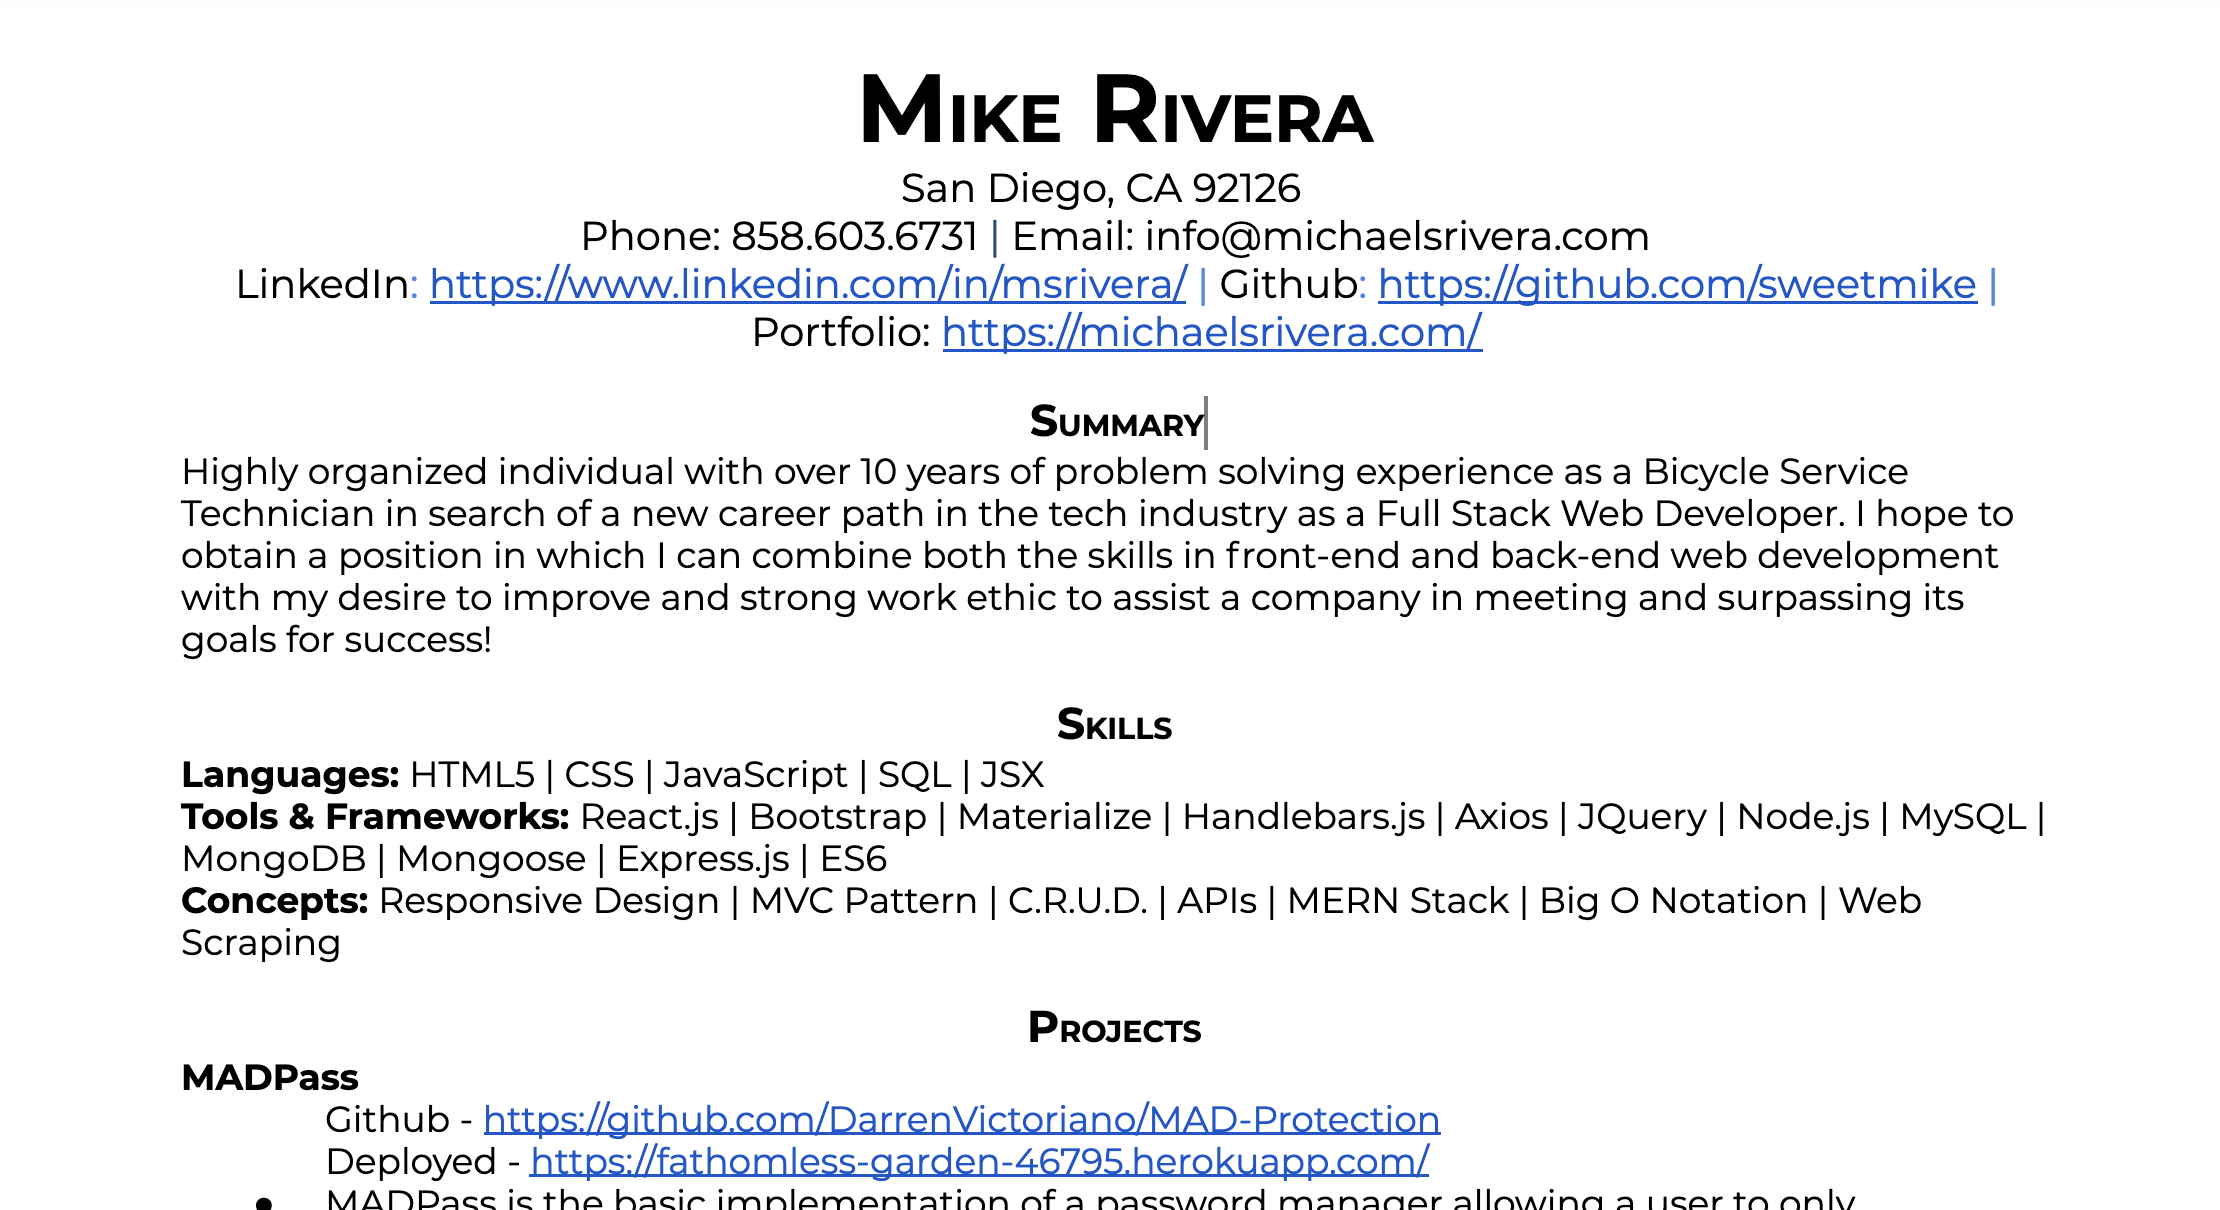 Mike Rivera
San Diego, CA 92126
Phone: 858.603.6731 | Email: info@michaelsrivera.com
LinkedIn: https://www.linkedin.com/in/msrivera/ | Github: https://github.com/sweetmike |
Portfolio: https://michaelsrivera.com/
Summary
Highly organized individual with over 10 years of problem solving experience as a Bicycle Service
Technician in search of a new career path in the tech industry as a Full Stack Web Developer. I hope to
obtain a position in which I can combine both the skills in front-end and back-end web development
with my desire to improve and strong work ethic to assist a company in meeting and surpassing its
goals for success!
Skills
Languages: HTML5 | CSS | JavaScript | SQL | JSX
Tools & Frameworks: React.js | Bootstrap | Materialize | Handlebars.js | Axios | JQuery | Node.js | MySQL |
MongoDB | Mongoose | Express.js | ES6
Concepts: Responsive Design | MVC Pattern | C.R.U.D. | APIs | MERN Stack | Big O Notation | Web
Scraping
Projects
MADPass
Github - https://github.com/DarrenVictoriano/MAD-Protection
Deployed - https://fathomless-garden-46795.herokuapp.com/
● MADPass is the basic implementation of a password manager allowing a user to only